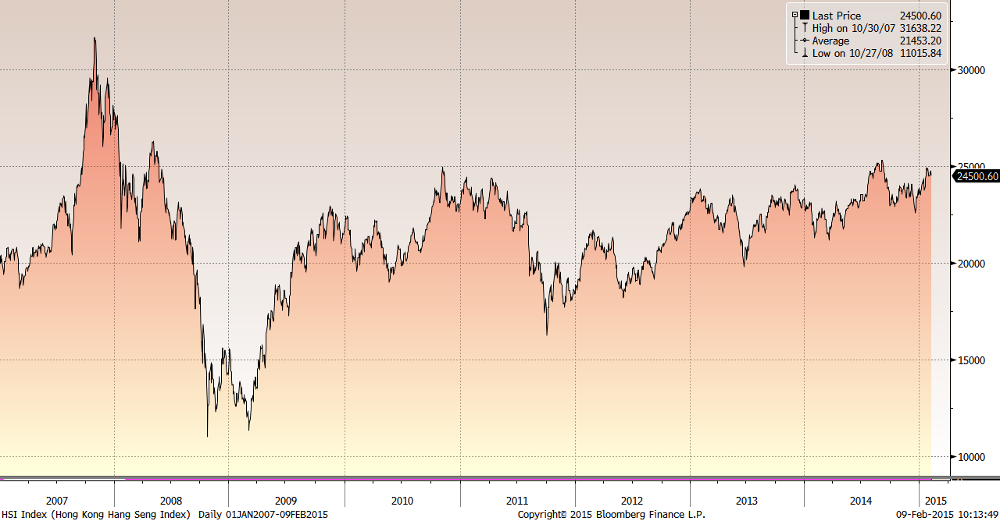 Last Price 24500.60
High on 10/30/07 31638.22
Average 21453.20
Low on 10/27/08 11015.84
30000
25000
24500.60
20000
15000
10000
2007 2008 2009 2010 2011 2012 2013 2014 2015
HSI Index (Hong Kong Hang Seng Index) Daily 01JAN2007-09FEB2015 Copyright© 2015 Bloomberg Finance L.P. 09-Feb-2015 10:13:49